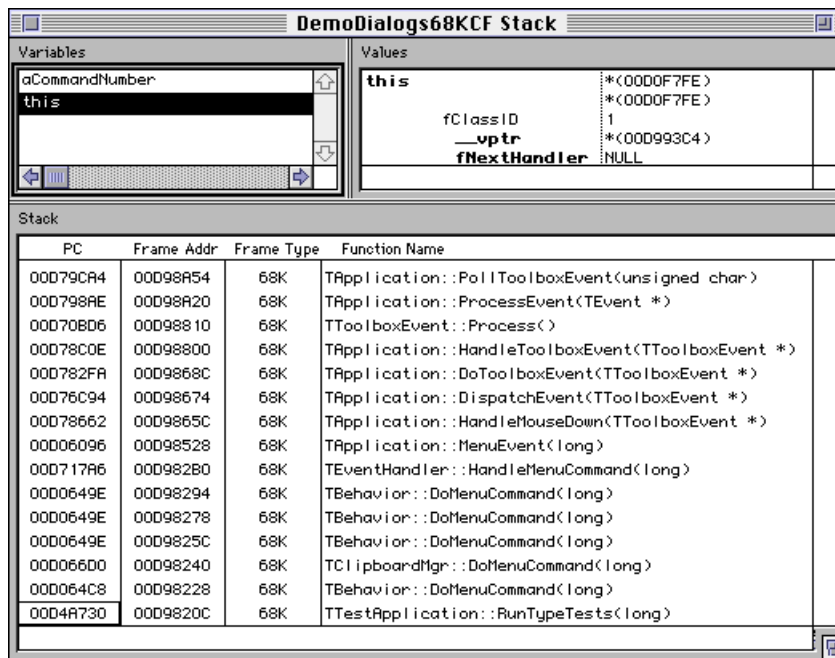 DemoDialogs68KCF Stack
Variables
Values
aCommandNumber
this
this *(00D0F7FE)
*(00D0F7FE)
fClassID 1
__vptr *(00D993C4)
fNextHandler NULL
Stack
PC Frame Addr Frame Type Function Name
00D79CA4 00D98A54 68K TApplication::PollToolboxEvent(unsigned char)
00D798AE 00D98A20 68K TApplication::ProcessEvent(TEvent *)
00D70BD6 00D98810 68K TToolboxEvent::Process()
00D78C0E 00D98800 68K TApplication::HandleToolboxEvent(TToolboxEvent *)
00D782FA 00D9868C 68K TApplication::DoToolboxEvent(TToolboxEvent *)
00D76C94 00D98674 68K TApplication::DispatchEvent(TToolboxEvent *)
00D78662 00D9865C 68K TApplication::HandleMouseDown(TToolboxEvent *)
00D06096 00D98528 68K TApplication::MenuEvent(long)
00D717A6 00D982B0 68K TEventHandler::HandleMenuCommand(long)
00D0649E 00D98294 68K TBehavior::DoMenuCommand(long)
00D0649E 00D98278 68K TBehavior::DoMenuCommand(long)
00D0649E 00D9825C 68K TBehavior::DoMenuCommand(long)
00D066D0 00D98240 68K TClipboardMgr::DoMenuCommand(long)
00D064C8 00D98228 68K TBehavior::DoMenuCommand(long)
00D4A730 00D9820C 68K TTestApplication::RunTypeTests(long)